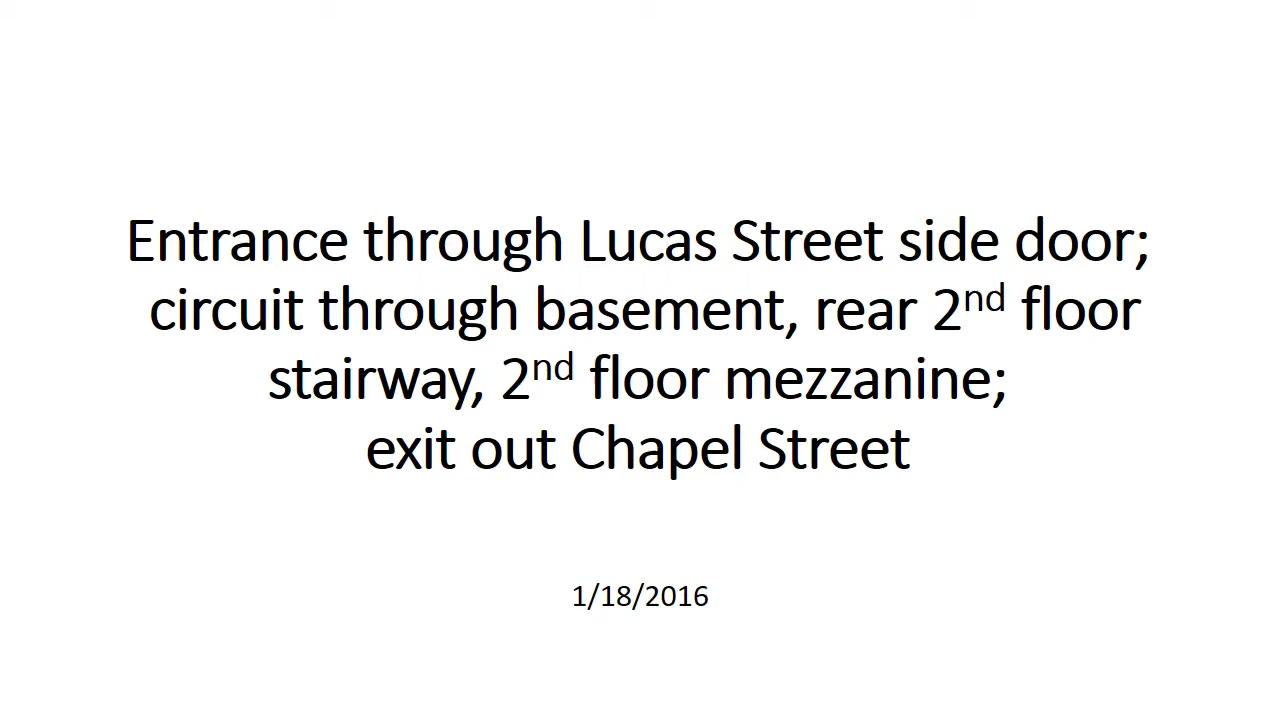 Entrance through Lucas Street side door;
circuit through basement, rear 2nd floor
stairway, 2nd floor mezzanine;
exit out Chapel Street
1/18/2016